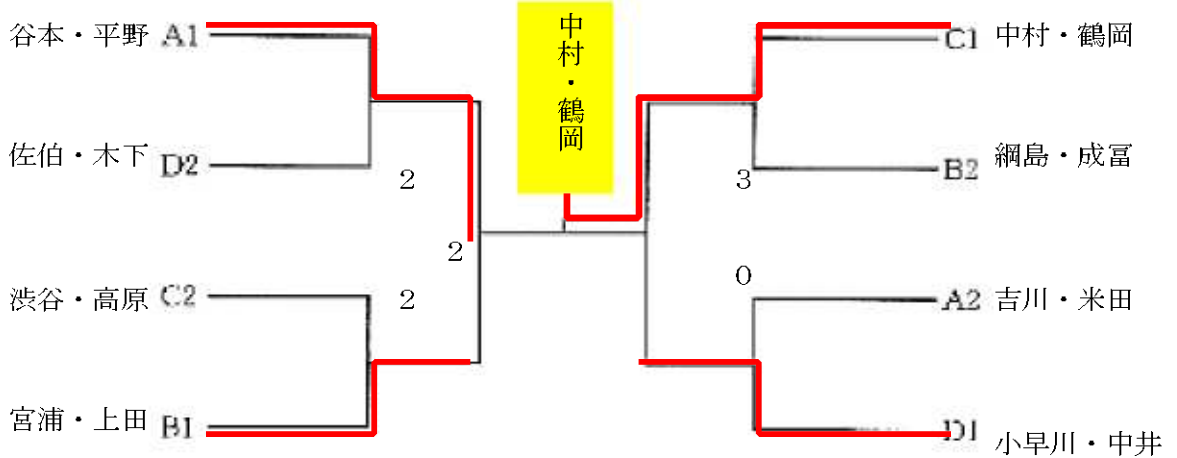 谷本・平野 A1
佐伯・木下 D2
渋谷・高原 C2
宮浦・上田 B1
2
2
2
中村・鶴岡
3
0
C1 中村・鶴岡
B2 綱島・成冨
A2 吉川・米田
D1 小早川・中井